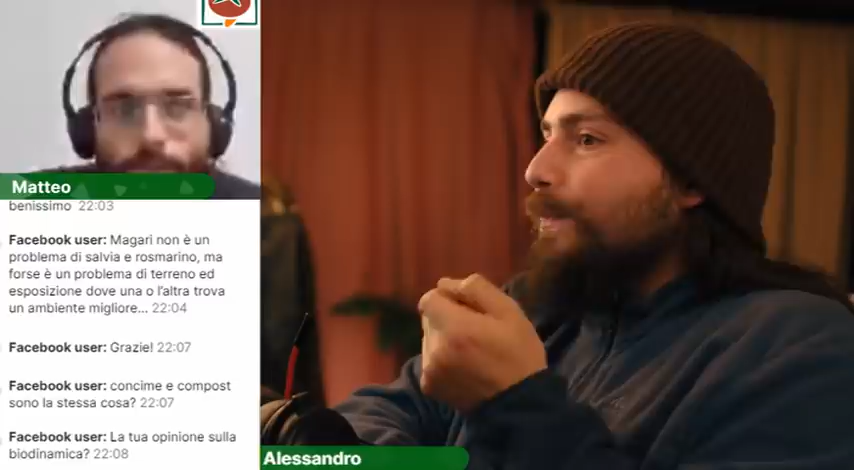 Matteo
benissimo 22:03
Facebook user: Magari non è un
problema di salvia e rosmarino, ma
forse è un problema di terreno ed
esposizione dove una o l'altra trova
un ambiente migliore... 22:04
Facebook user: Grazie! 22:07
Facebook user: concime e compost
sono la stessa cosa? 22:07
Facebook user: La tua opinione sulla
biodinamica? 22:08
Alessandro